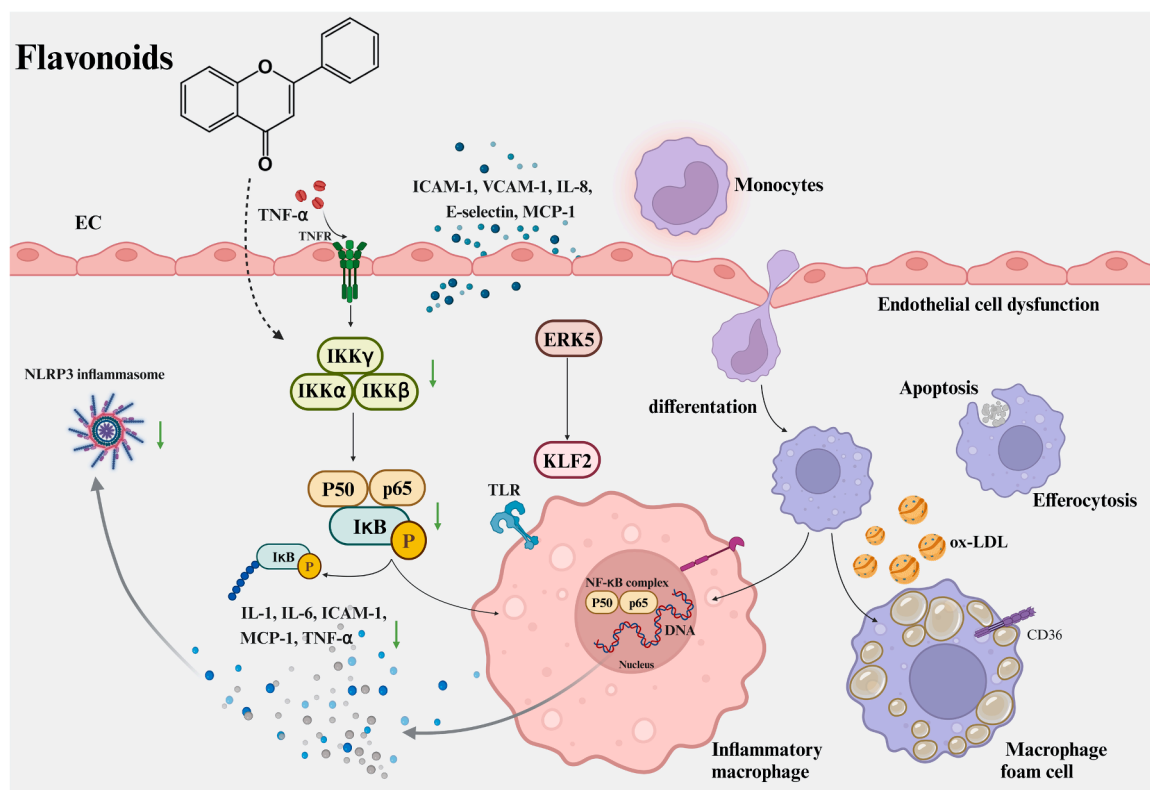 Flavonoids
O
O
EC
TNF-α
TNFR
ICAM-1, VCAM-1, IL-8,
E-selectin, MCP-1
Monocytes
Endothelial cell dysfunction
IKKγ
IKKα
IKKβ
ERK5
NLRP3 inflammasome
differentation
Apoptosis
KLF2
Efferocytosis
P50
p65
IκB
P
TLR
ox-LDL
IκB
P
NF-κB complex
P50
p65
DNA
Nucleus
IL-1, IL-6, ICAM-1,
MCP-1, TNF-α
CD36
Inflammatory
macrophage
Macrophage
foam cell